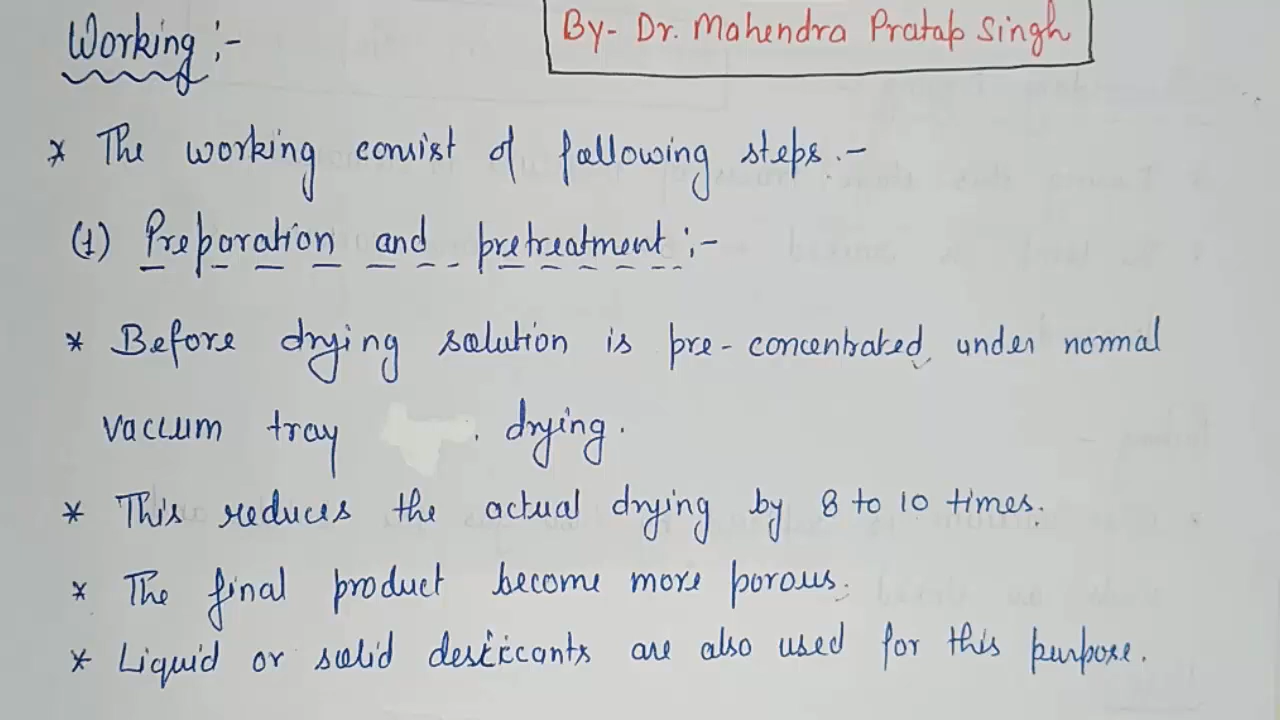 By- Dr. Mahendra Pratap Singh
Working :-
* The working consist of following steps.-
(1) Preparation and pretreatment :-
* Before drying solution is pre-concentrated under normal
vaccum tray . drying.
* This reduces the actual drying by 8 to 10 times.
* The final product become more porous.
* Liquid or solid desiccants are also used for this purpose.